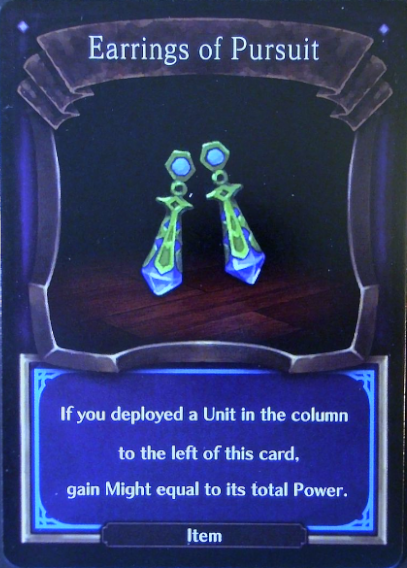 Earrings of Pursuit
If you deployed a Unit in the column
to the left of this card,
gain Might equal to its total Power.
Item